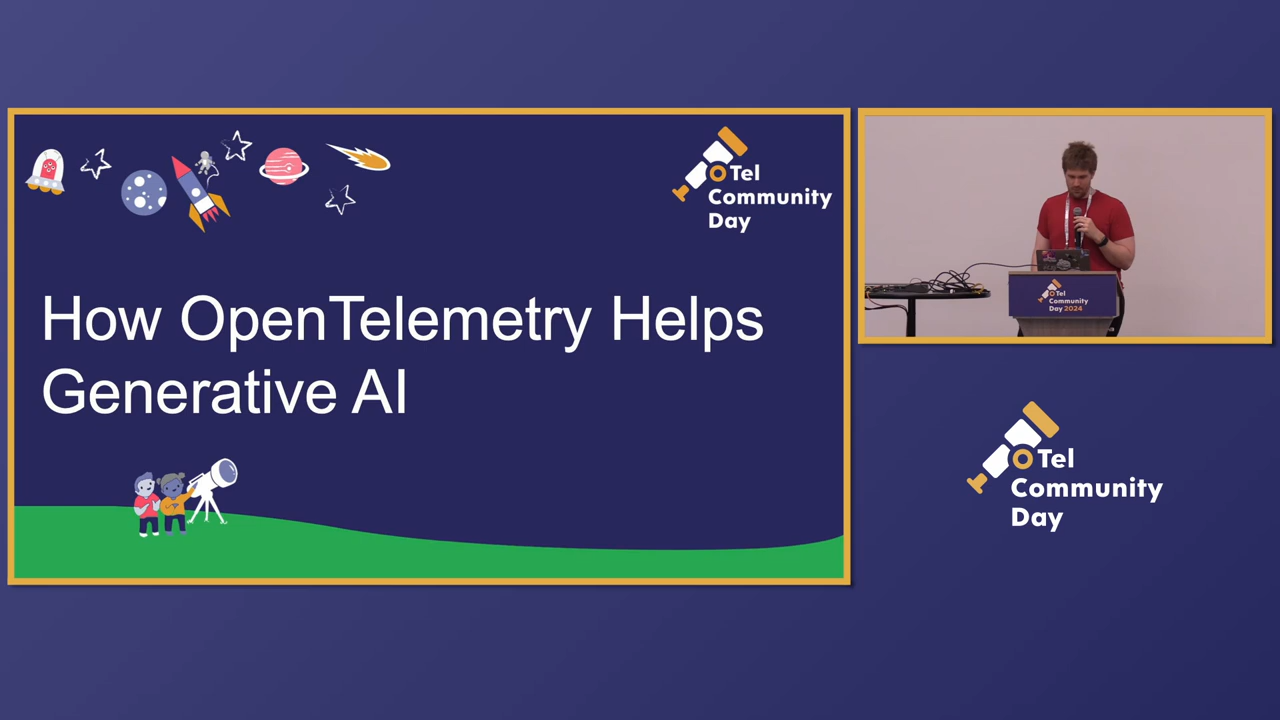 OTel
Community
Day
How OpenTelemetry Helps
Generative AI
OTel
Community
Day 2024
OTel
Community
Day